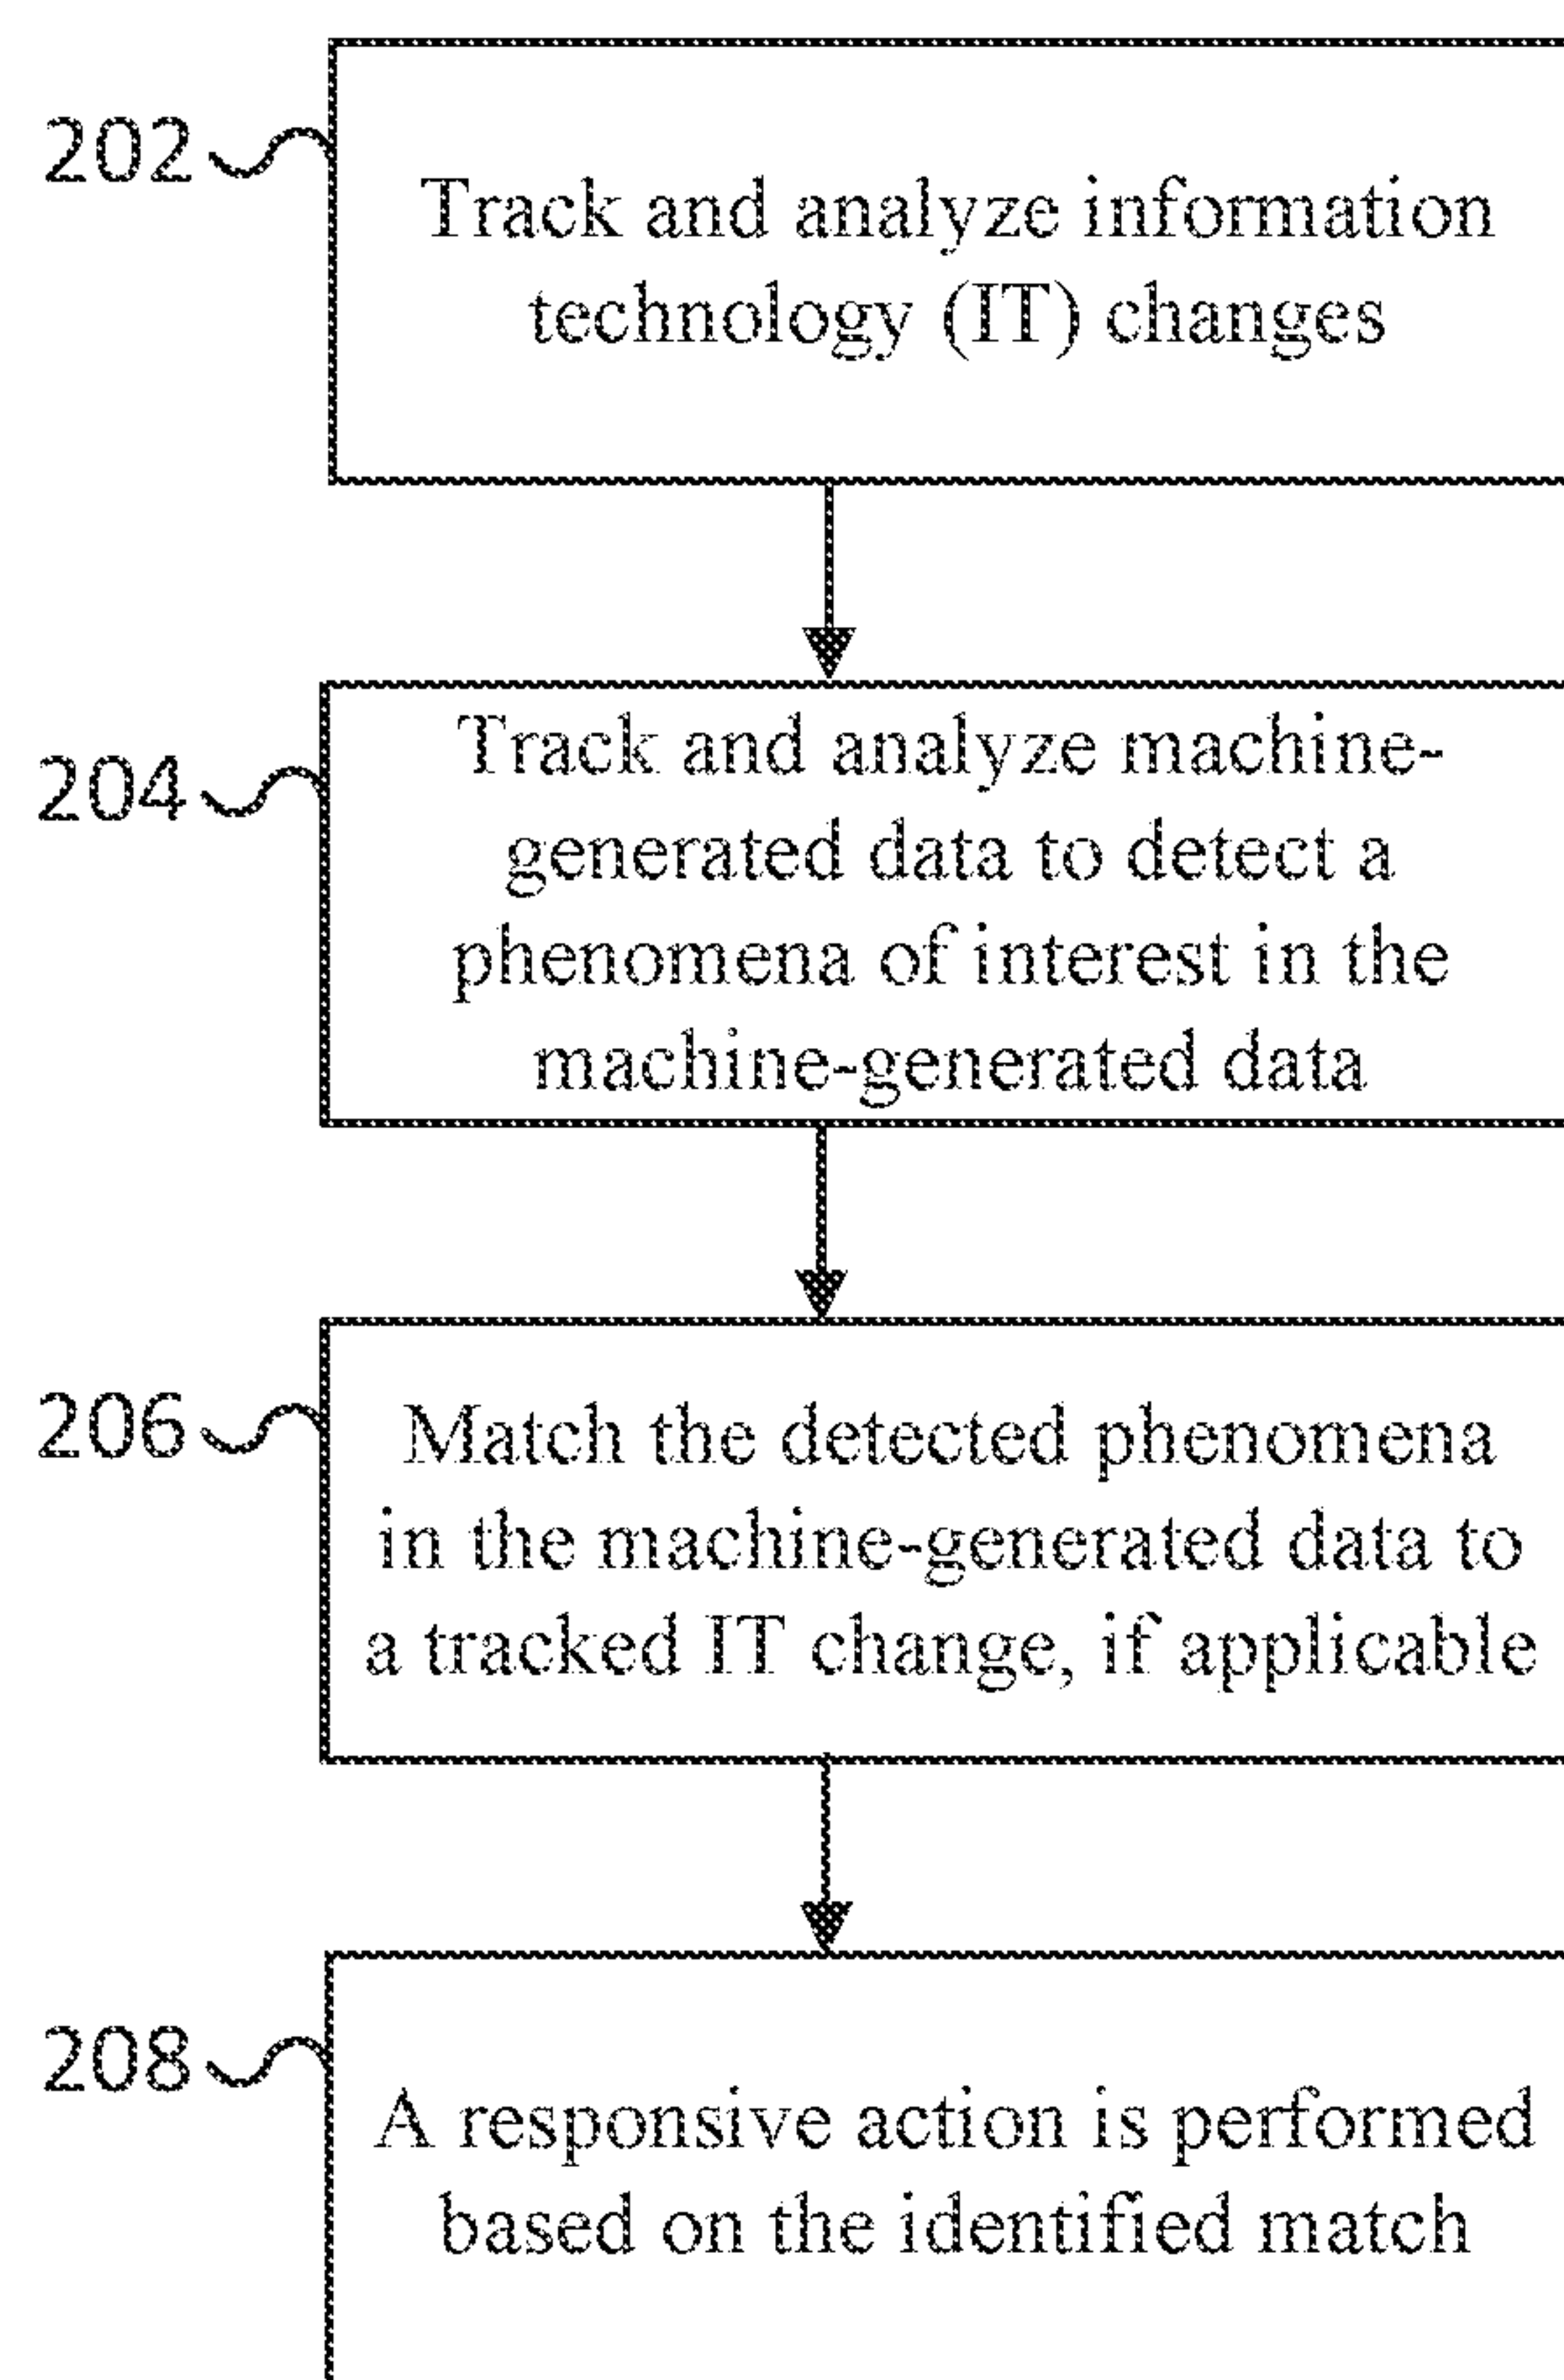 202
Track and analyze information
technology (IT) changes
204
Track and analyze machine-
generated data to detect a
phenomena of interest in the
machine-generated data
206
Match the detected phenomena
in the machine-generated data to
a tracked IT change, if applicable
208
A responsive action is performed
based on the identified match